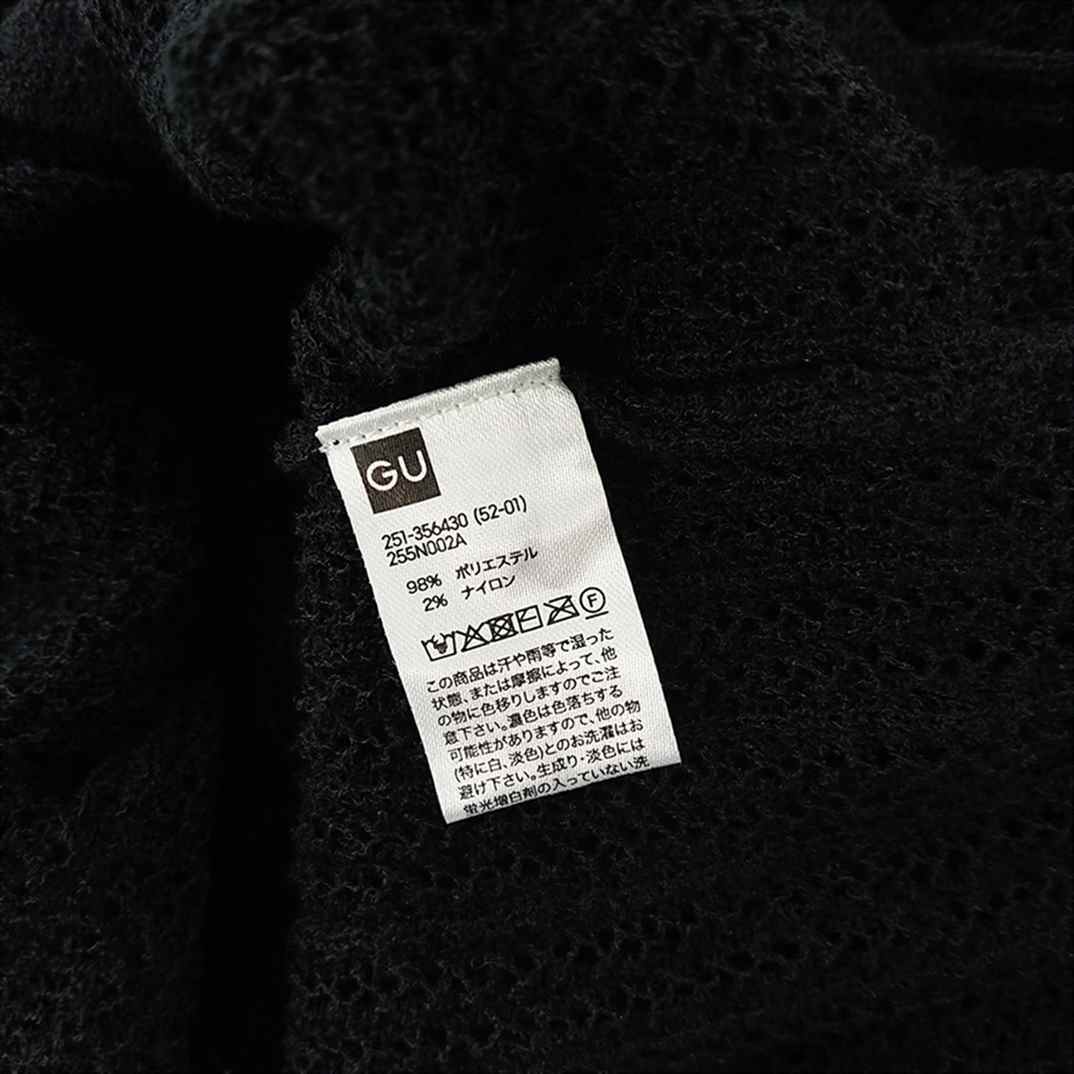 GU
251-356430 (52-01)
255N002A
98% ポリエステル
2% ナイロン
F
この商品は汗や雨等で湿った
状態、または摩擦によって、他
の物に色移りしますのでご注
意下さい。濃色は色落ちする
可能性がありますので、他の物
(特に白、淡色)とのお洗濯はお
避け下さい。生成り・淡色には
蛍光増白剤の入っていない洗